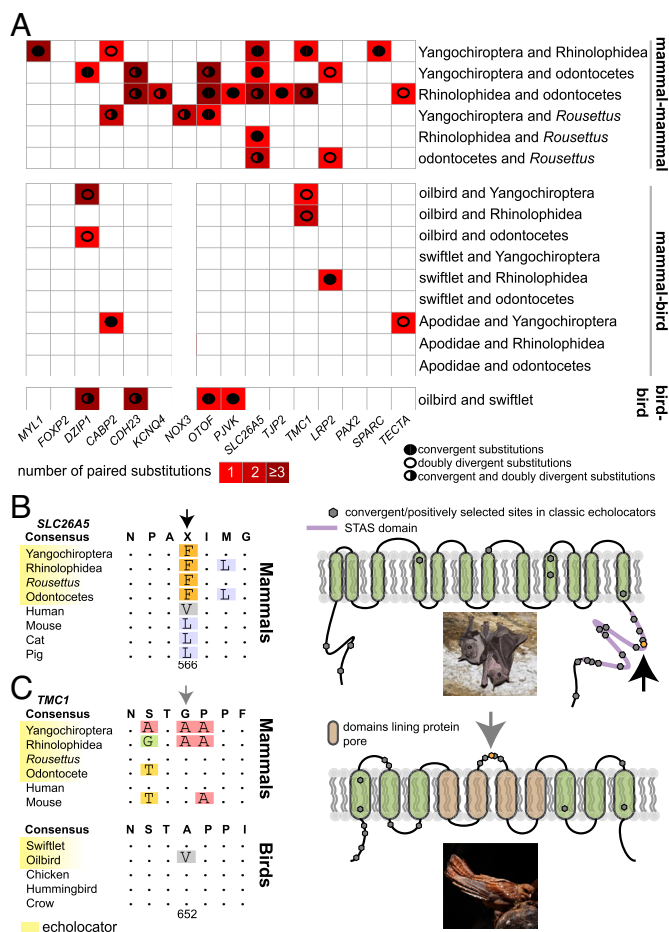 A
Yangochiroptera and Rhinolophidea
Yangochiroptera and odontocetes
Rhinolophidea and odontocetes
Yangochiroptera and Rousettus
Rhinolophidea and Rousettus
odontocetes and Rousettus
mammal-mammal
oilbird and Yangochiroptera
oilbird and Rhinolophidea
oilbird and odontocetes
swiftlet and Yangochiroptera
swiftlet and Rhinolophidea
swiftlet and odontocetes
Apodidae and Yangochiroptera
Apodidae and Rhinolophidea
Apodidae and odontocetes
mammal-bird
oilbird and swiftlet
bird-
bird
MYL1 FOXP2 DZIP1 CABP2 CDH23 KCNQ4 NOX3 OTOF PJVK SLC26A5 TJP2 TMC1 LRP2 PAX2 SPARC TECTA
number of paired substitutions 1 2 ≥3
convergent substitutions
doubly divergent substitutions
convergent and doubly divergent substitutions
B
SLC26A5
Consensus N P A X I M G
Yangochiroptera . . . F . . .
Rhinolophidea . . . F . L .
Rousettus . . . F . . .
Odontocetes . . . F . L .
Human . . . V . . .
Mouse . . . L . . .
Cat . . . L . . .
Pig . . . L . . .
566
Mammals
convergent/positively selected sites in classic echolocators
STAS domain
C
TMC1
Consensus N S T G P P F
Yangochiroptera . A . A A . .
Rhinolophidea . G . A A . .
Rousettus . . . . . . .
Odontocete . T . . . . .
Human . . . . . . .
Mouse . T . . A . .
Mammals
Consensus N S T A P P I
Swiftlet . . . . . . .
Oilbird . . . V . . .
Chicken . . . . . . .
Hummingbird . . . . . . .
Crow . . . . . . .
652
Birds
echolocator
domains lining protein
pore